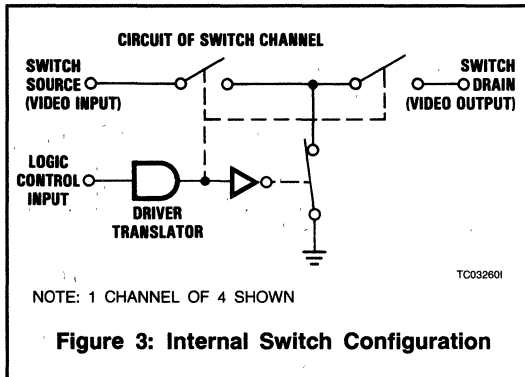 CIRCUIT OF SWITCH CHANNEL
SWITCH
SOURCE
(VIDEO INPUT)
SWITCH
DRAIN
(VIDEO OUTPUT)
LOGIC
CONTROL
INPUT
DRIVER
TRANSLATOR
TC03260I
NOTE: 1 CHANNEL OF 4 SHOWN
Figure 3: Internal Switch Configuration